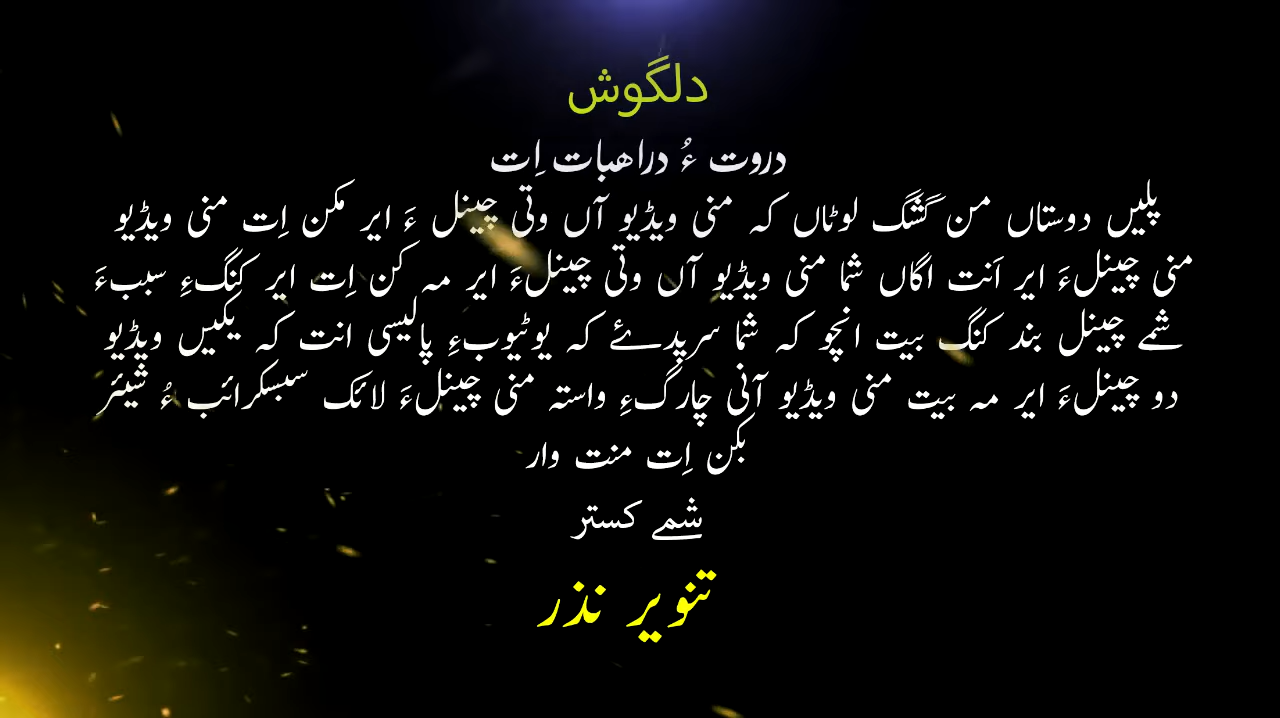 دلگوش
دروت ءُ دراھبات اِت
پلیں دوستاں من گشگ لوٹاں کہ منی ویڈیو آں وتی چینل ءَ ایر مکن اِت منی ویڈیو
منی چینلءَ ایر اَنت اگاں شما منی ویڈیو آں وتی چینلءَ ایر مہ کن اِت ایر کنگءِ سببءَ
شمے چینل بند کنگ بیت انچو کہ شما سرپدئے کہ یوٹیوبءِ پالیسی انت کہ یکیں ویڈیو
دو چینلءَ ایر مہ بیت منی ویڈیو آنی چارگءِ واستہ منی چینلءَ لائک سبسکرائب ءُ شیئر
بکن اِت منت وار
شمے کستر
تنویر نذر